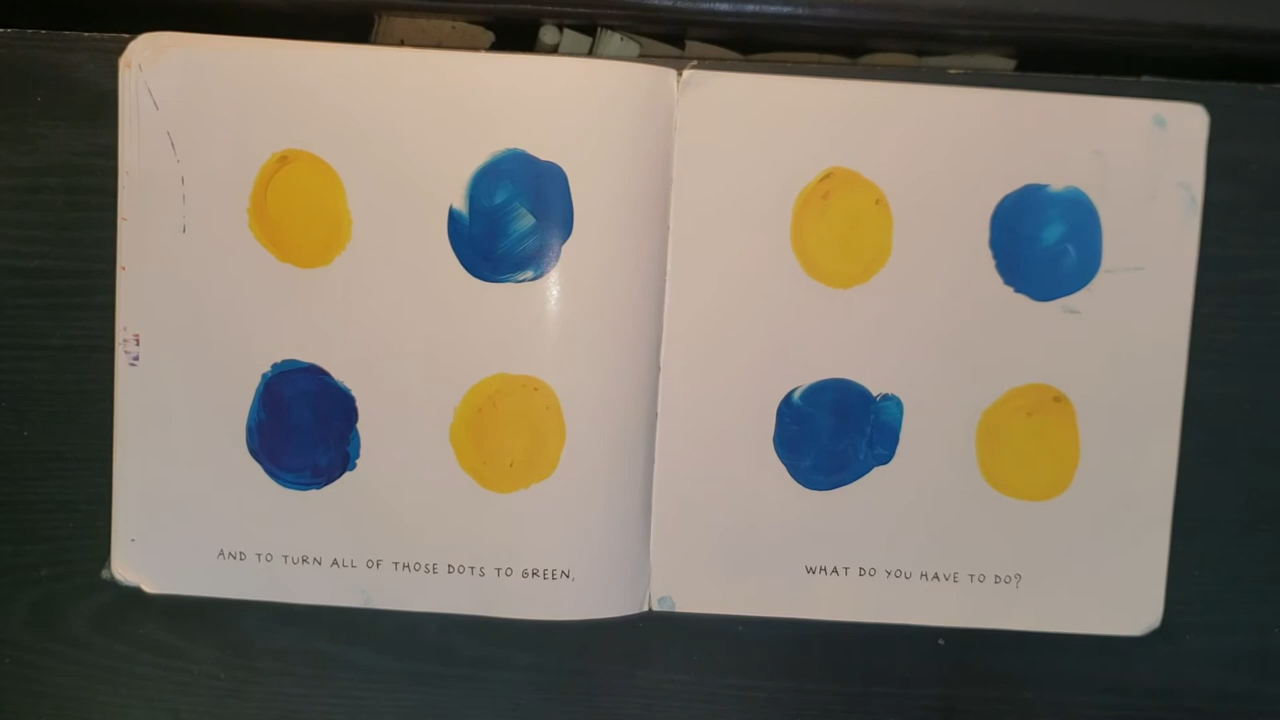 AND TO TURN ALL OF THOSE DOTS TO GREEN,
WHAT DO YOU HAVE TO DO?